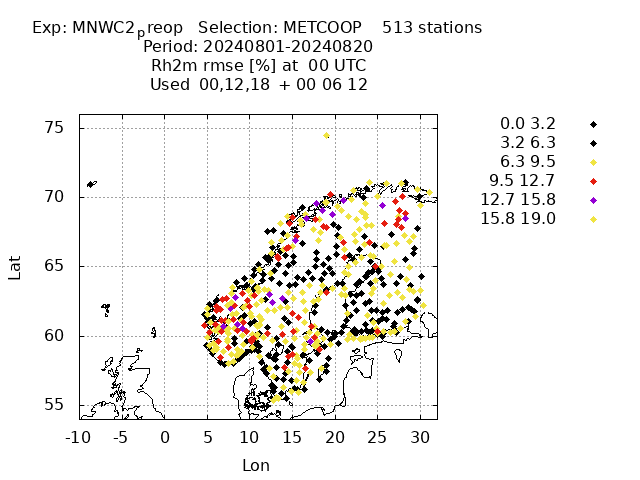 Exp: MNWC2preop Selection: METCOOP 513 stations
Period: 20240801-20240820
Rh2m rmse [%] at 00 UTC
Used 00,12,18 + 00 06 12
0.0 3.2
3.2 6.3
6.3 9.5
9.5 12.7
12.7 15.8
15.8 19.0
75
70
65
60
55
Lat
-10 -5 0 5 10 15 20 25 30
Lon